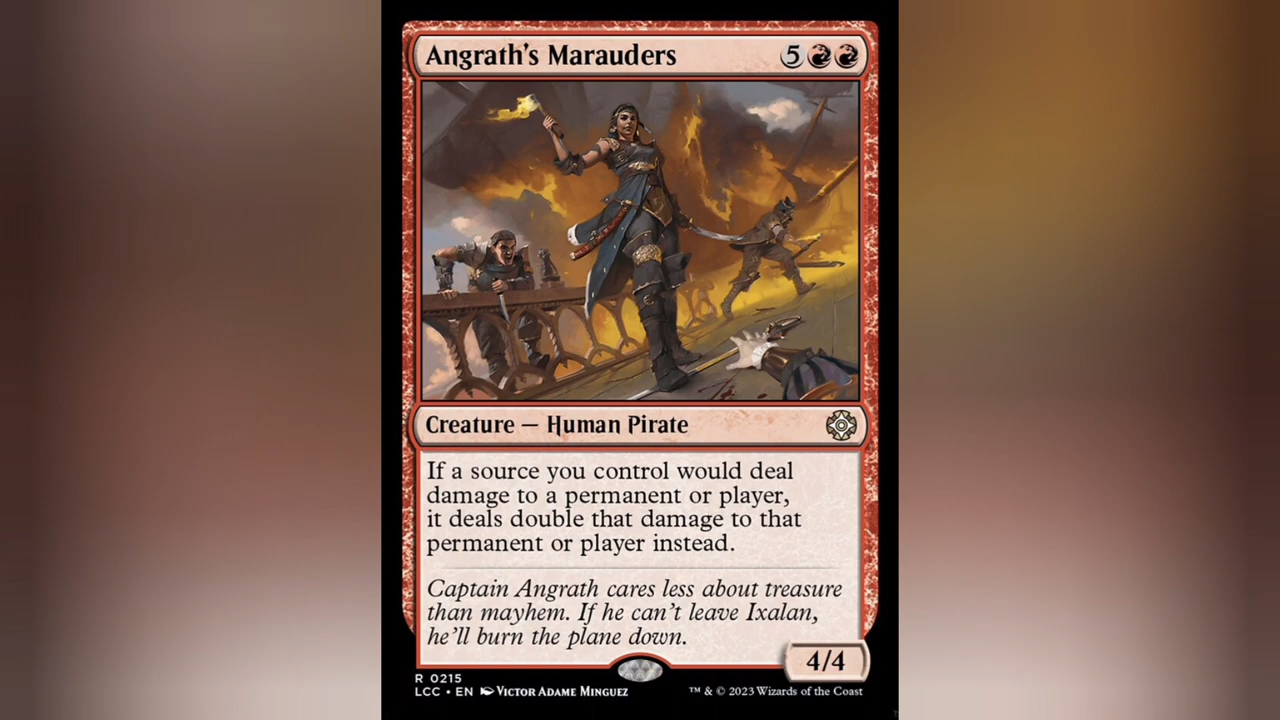 Angrath's Marauders 5
Creature — Human Pirate
If a source you control would deal
damage to a permanent or player,
it deals double that damage to that
permanent or player instead.
Captain Angrath cares less about treasure
than mayhem. If he can't leave Ixalan,
he'll burn the plane down.
4/4
R 0215
LCC • EN VICTOR ADAME MINGUEZ
™ & © 2023 Wizards of the Coast